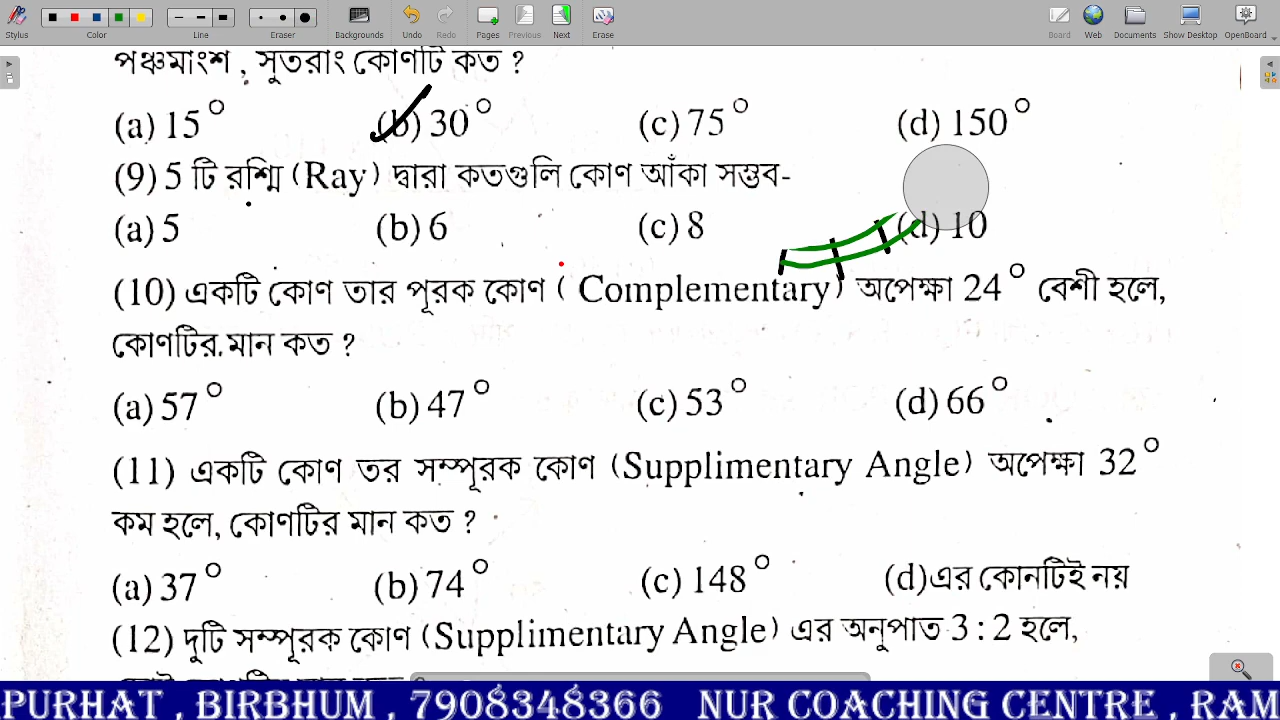 Stylus Color Line Eraser Backgrounds Undo Redo Pages Previous Next Erase Board Web Documents Show Desktop OpenBoard
পঞ্চমাংশ , সুতরাং কোণটি কত ?
(a) 15° (b) 30° (c) 75° (d) 150°
(9) 5 টি রশ্মি (Ray) দ্বারা কতগুলি কোণ আঁকা সম্ভব-
(a) 5 (b) 6 (c) 8 (d) 10
(10) একটি কোণ তার পূরক কোণ ( Complementary) অপেক্ষা 24° বেশী হলে,
কোণটির মান কত ?
(a) 57° (b) 47° (c) 53° (d) 66°
(11) একটি কোণ তর সম্পূরক কোণ (Supplimentary Angle) অপেক্ষা 32°
কম হলে, কোণটির মান কত ?
(a) 37° (b) 74° (c) 148° (d)এর কোনটিই নয়
(12) দুটি সম্পূরক কোণ (Supplimentary Angle) এর অনুপাত 3 : 2 হলে,
PURHAT , BIRBHUM , 7908348366 NUR COACHING CENTRE , RAM